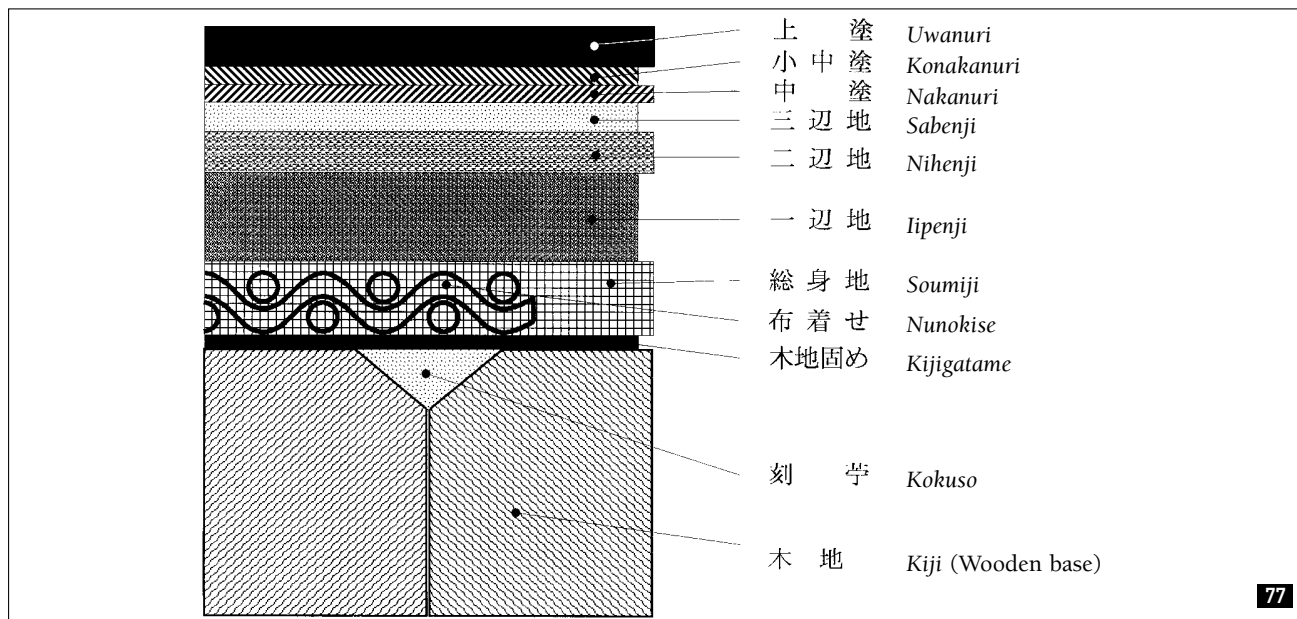 上塗 Uwanuri
小中塗 Konakanuri
中塗 Nakanuri
三辺地 Sabenji
二辺地 Nihenji
一辺地 Iipenji
総身地 Soumiji
布着せ Nunokise
木地固め Kijigatame
刻苧 Kokuso
木地 Kiji (Wooden base)
77